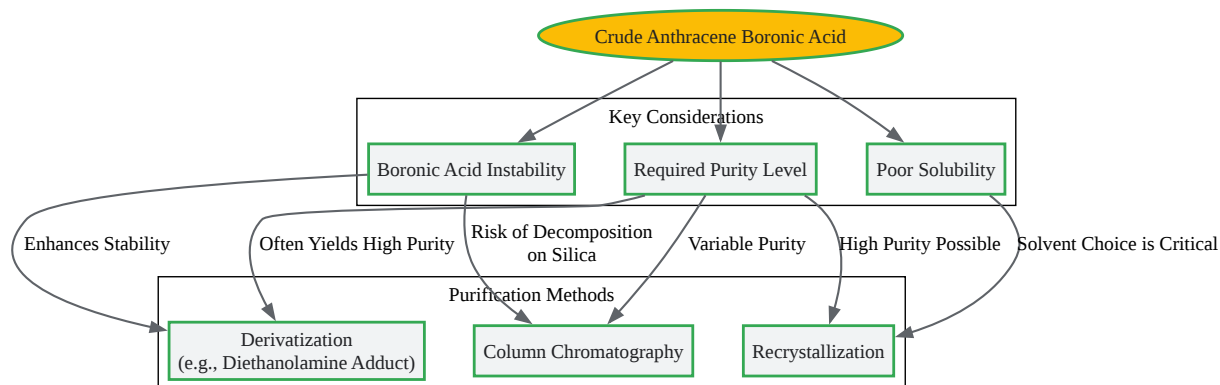 Crude Anthracene Boronic Acid
Key Considerations
Boronic Acid Instability
Required Purity Level
Poor Solubility
Enhances Stability
Often Yields High Purity
Risk of Decomposition
on Silica
Variable Purity
High Purity Possible
Solvent Choice is Critical
Purification Methods
Derivatization
(e.g., Diethanolamine Adduct)
Column Chromatography
Recrystallization